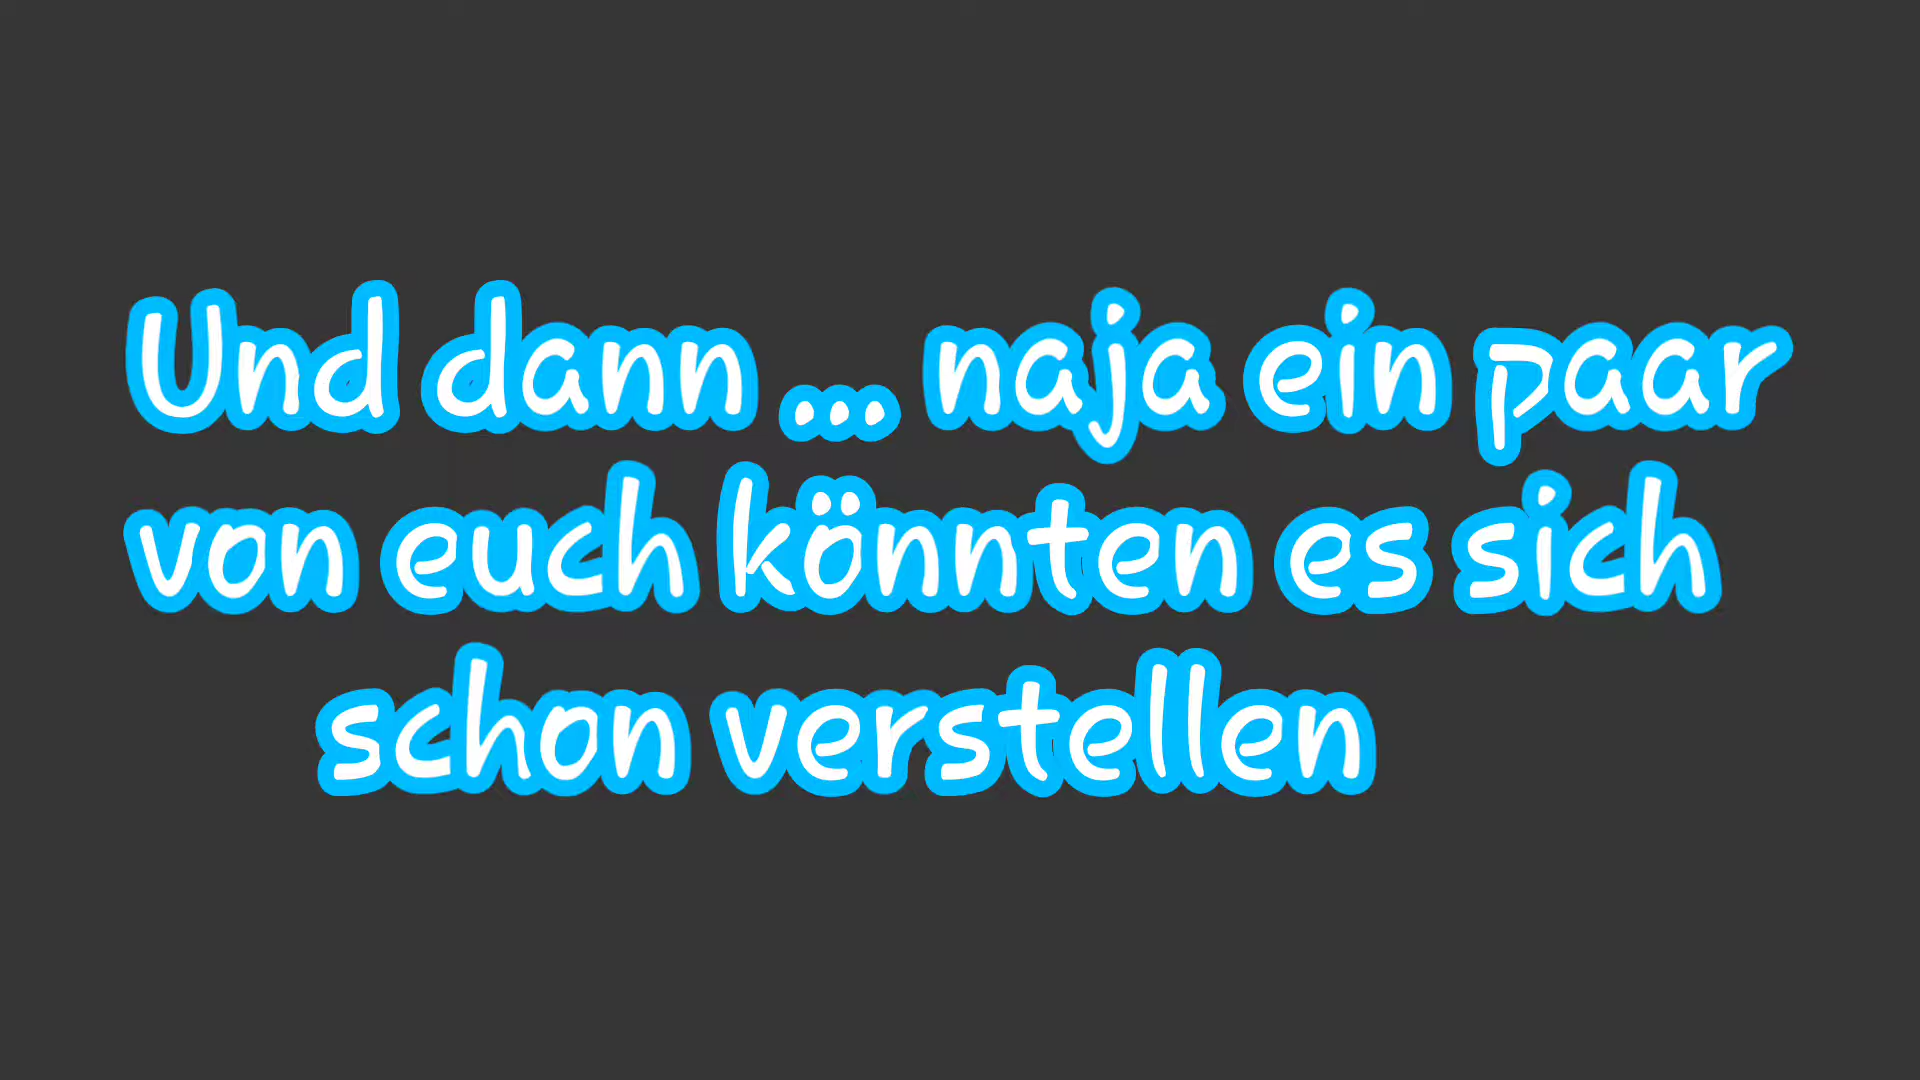 Und dann ... naja ein paar
von euch könnten es sich
schon verstellen